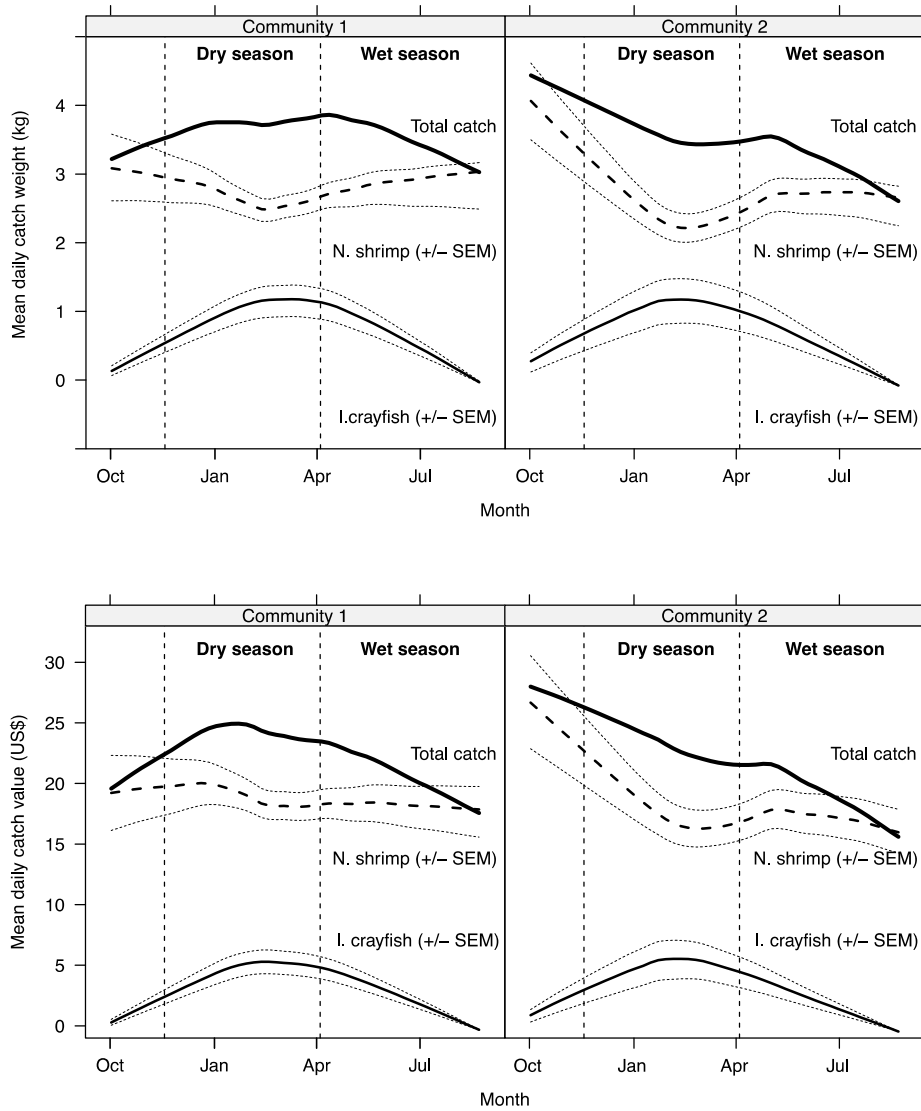 Community 1 Community 2
Dry season Wet season Dry season Wet season
Mean daily catch weight (kg)
4
3
2
1
0
Total catch Total catch
N. shrimp (+/− SEM) N. shrimp (+/− SEM)
I.crayfish (+/− SEM) I. crayfish (+/− SEM)
Oct Jan Apr Jul Oct Jan Apr Jul
Month
Community 1 Community 2
Dry season Wet season Dry season Wet season
Mean daily catch value (US$)
30
25
20
15
10
5
0
Total catch Total catch
N. shrimp (+/− SEM) N. shrimp (+/− SEM)
I. crayfish (+/− SEM) I. crayfish (+/− SEM)
Oct Jan Apr Jul Oct Jan Apr Jul
Month